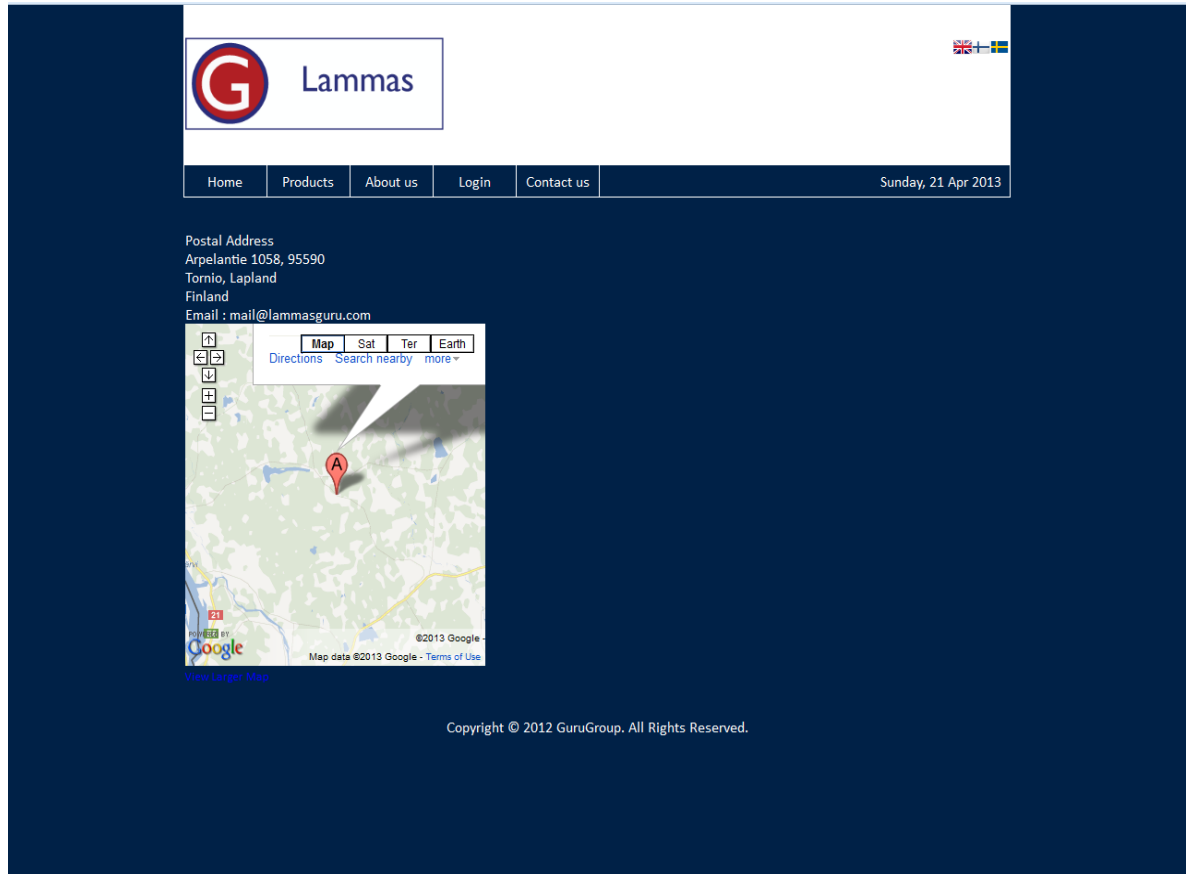 G Lammas
Home Products About us Login Contact us Sunday, 21 Apr 2013
Postal Address
Arpelantie 1058, 95590
Tornio, Lapland
Finland
Email : mail@lammasguru.com
Map Sat Ter Earth
Directions Search nearby more
A
21
POWERED BY
Google
©2013 Google -
Map data ©2013 Google - Terms of Use
View Larger Map
Copyright © 2012 GuruGroup. All Rights Reserved.